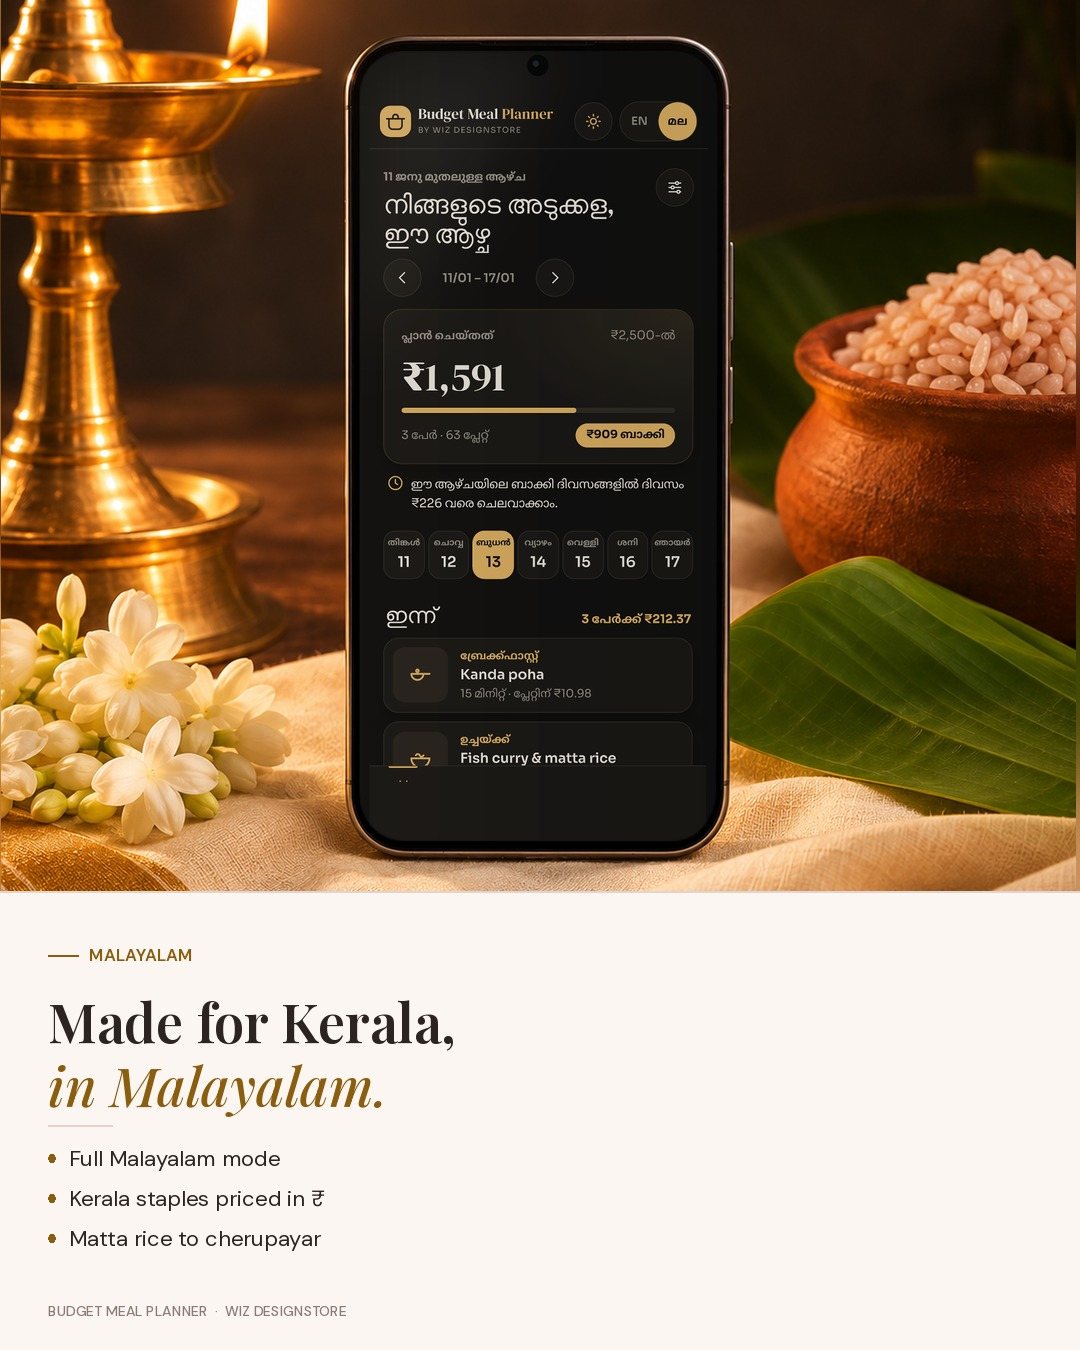 Budget Meal Planner
BY WIZ DESIGNSTORE
EN
മല
11 ജനു മുതലുള്ള ആഴ്ച
നിങ്ങളുടെ അടുക്കള,
ഈ ആഴ്ച
11/01 – 17/01
പ്ലാൻ ചെയ്തത്
₹2,500-ൽ
₹1,591
3 പേർ · 63 പ്ലേറ്റ്
₹909 ബാക്കി
ഈ ആഴ്ചയിലെ ബാക്കി ദിവസങ്ങളിൽ ദിവസം
₹226 വരെ ചെലവാക്കാം.
തിങ്കൾ ചൊവ്വ ബുധൻ വ്യാഴം വെള്ളി ശനി ഞായർ
11 12 13 14 15 16 17
ഇന്ന്
3 പേർക്ക് ₹212.37
ബ്രേക്ക്ഫാസ്റ്റ്
Kanda poha
15 മിനിറ്റ് · പ്ലേറ്റിന് ₹10.98
ഉച്ചയ്ക്ക്
Fish curry & matta rice
MALAYALAM
Made for Kerala,
in Malayalam.
Full Malayalam mode
Kerala staples priced in ₹
Matta rice to cherupayar
BUDGET MEAL PLANNER · WIZ DESIGNSTORE